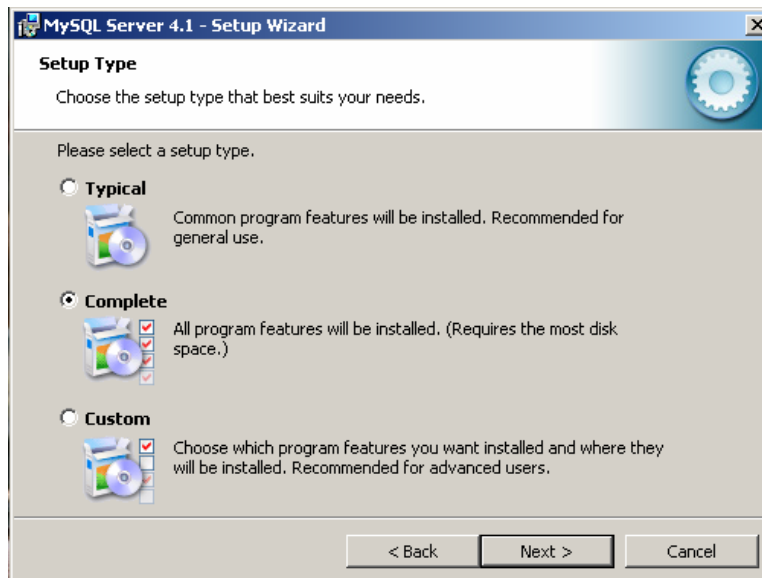 MySQL Server 4.1 - Setup Wizard
Setup Type
Choose the setup type that best suits your needs.
Please select a setup type.
Typical
Common program features will be installed. Recommended for
general use.
Complete
All program features will be installed. (Requires the most disk
space.)
Custom
Choose which program features you want installed and where they
will be installed. Recommended for advanced users.
< Back
Next >
Cancel